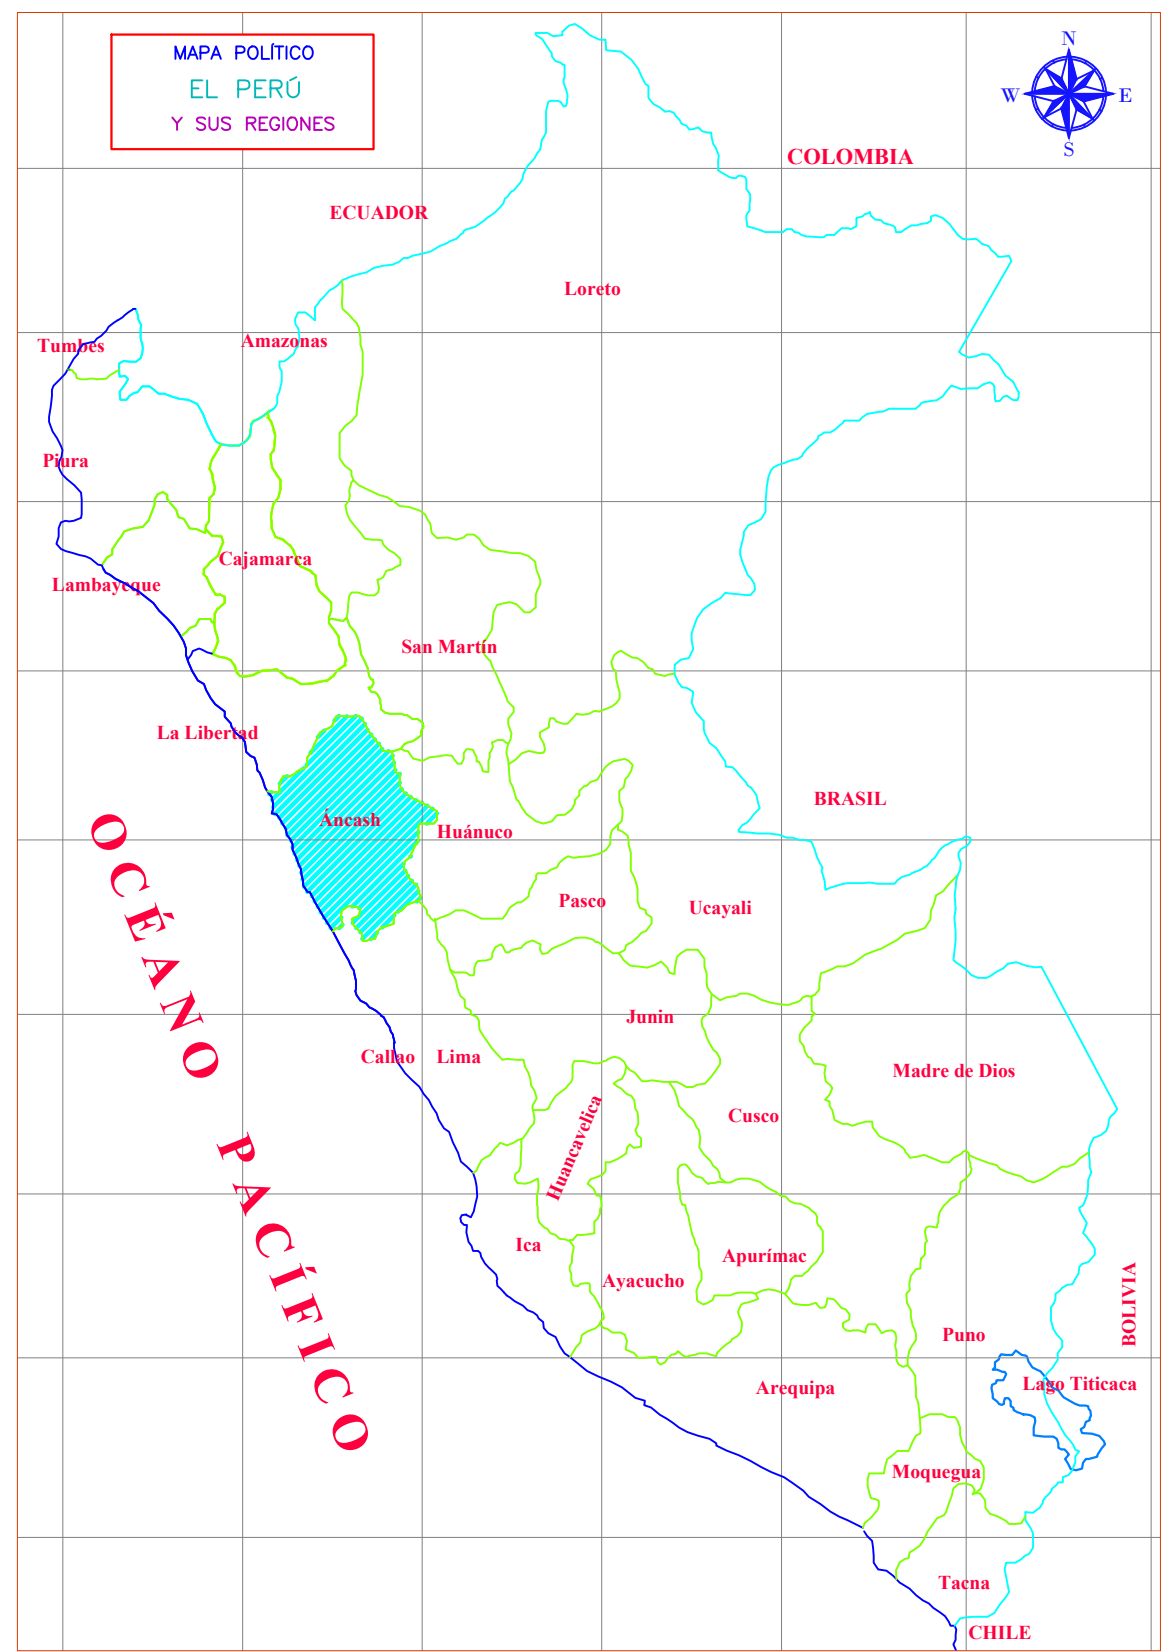 MAPA POLÍTICO
EL PERÚ
Y SUS REGIONES
N
W
E
S
COLOMBIA
ECUADOR
Loreto
Tumbes
Amazonas
Piura
Cajamarca
Lambayeque
San Martín
La Libertad
BRASIL
Áncash
Huánuco
Pasco
Ucayali
Junin
Callao
Lima
Madre de Dios
Cusco
Huancavelica
Ica
Apurímac
Ayacucho
Puno
BOLIVIA
Lago Titicaca
Arequipa
Moquegua
Tacna
CHILE
OCÉANO PACÍFICO